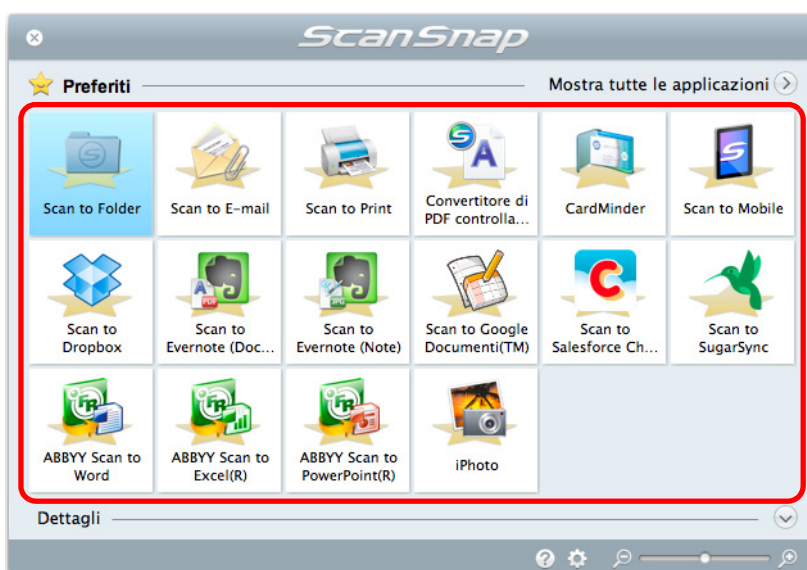 ScanSnap
Preferiti
Mostra tutte le applicazioni
Scan to Folder
Scan to E-mail
Scan to Print
Convertitore di
PDF controlla...
CardMinder
Scan to Mobile
Scan to
Dropbox
Scan to
Evernote (Doc...
Scan to
Evernote (Note)
Scan to Google
Documenti(TM)
Scan to
Salesforce Ch...
Scan to
SugarSync
ABBYY Scan to
Word
ABBYY Scan to
Excel(R)
ABBYY Scan to
PowerPoint(R)
iPhoto
Dettagli